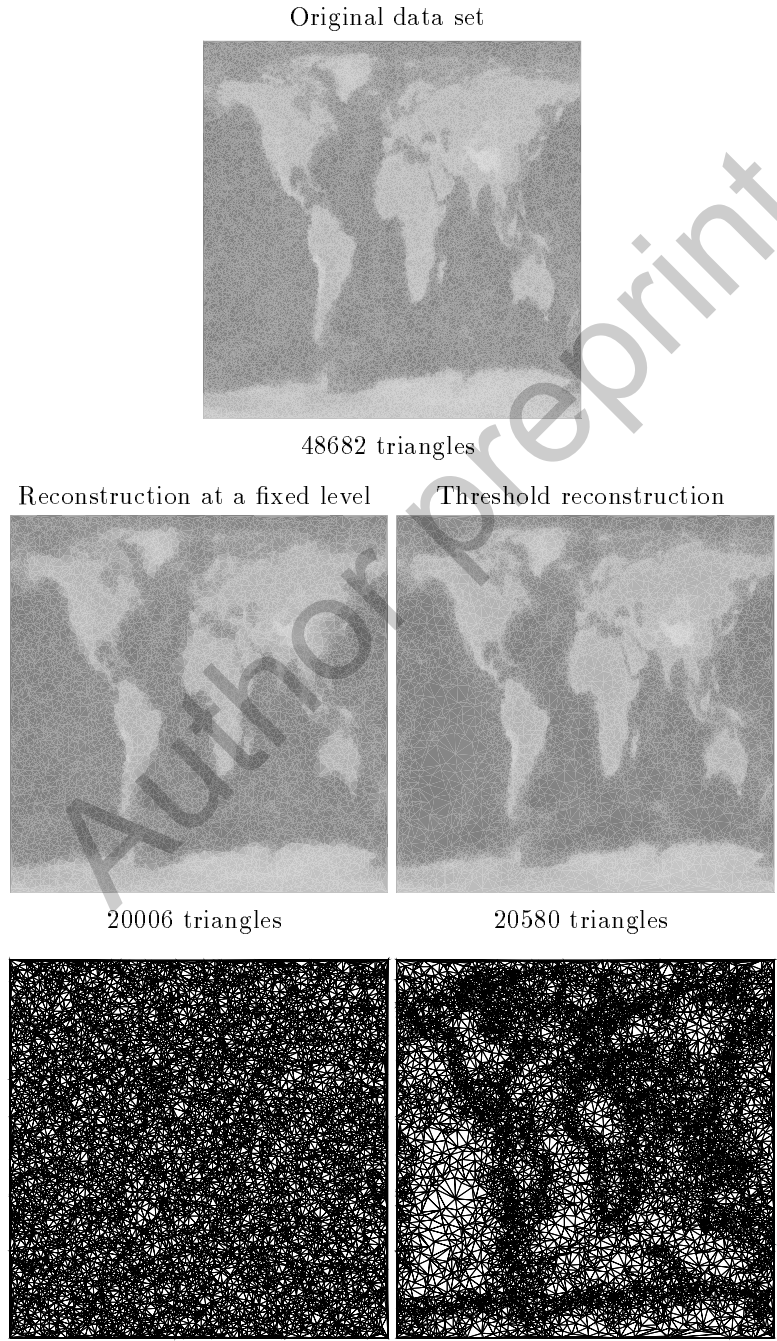 Original data set
48682 triangles
Reconstruction at a fixed level
Threshold reconstruction
20006 triangles
20580 triangles
Author preprint